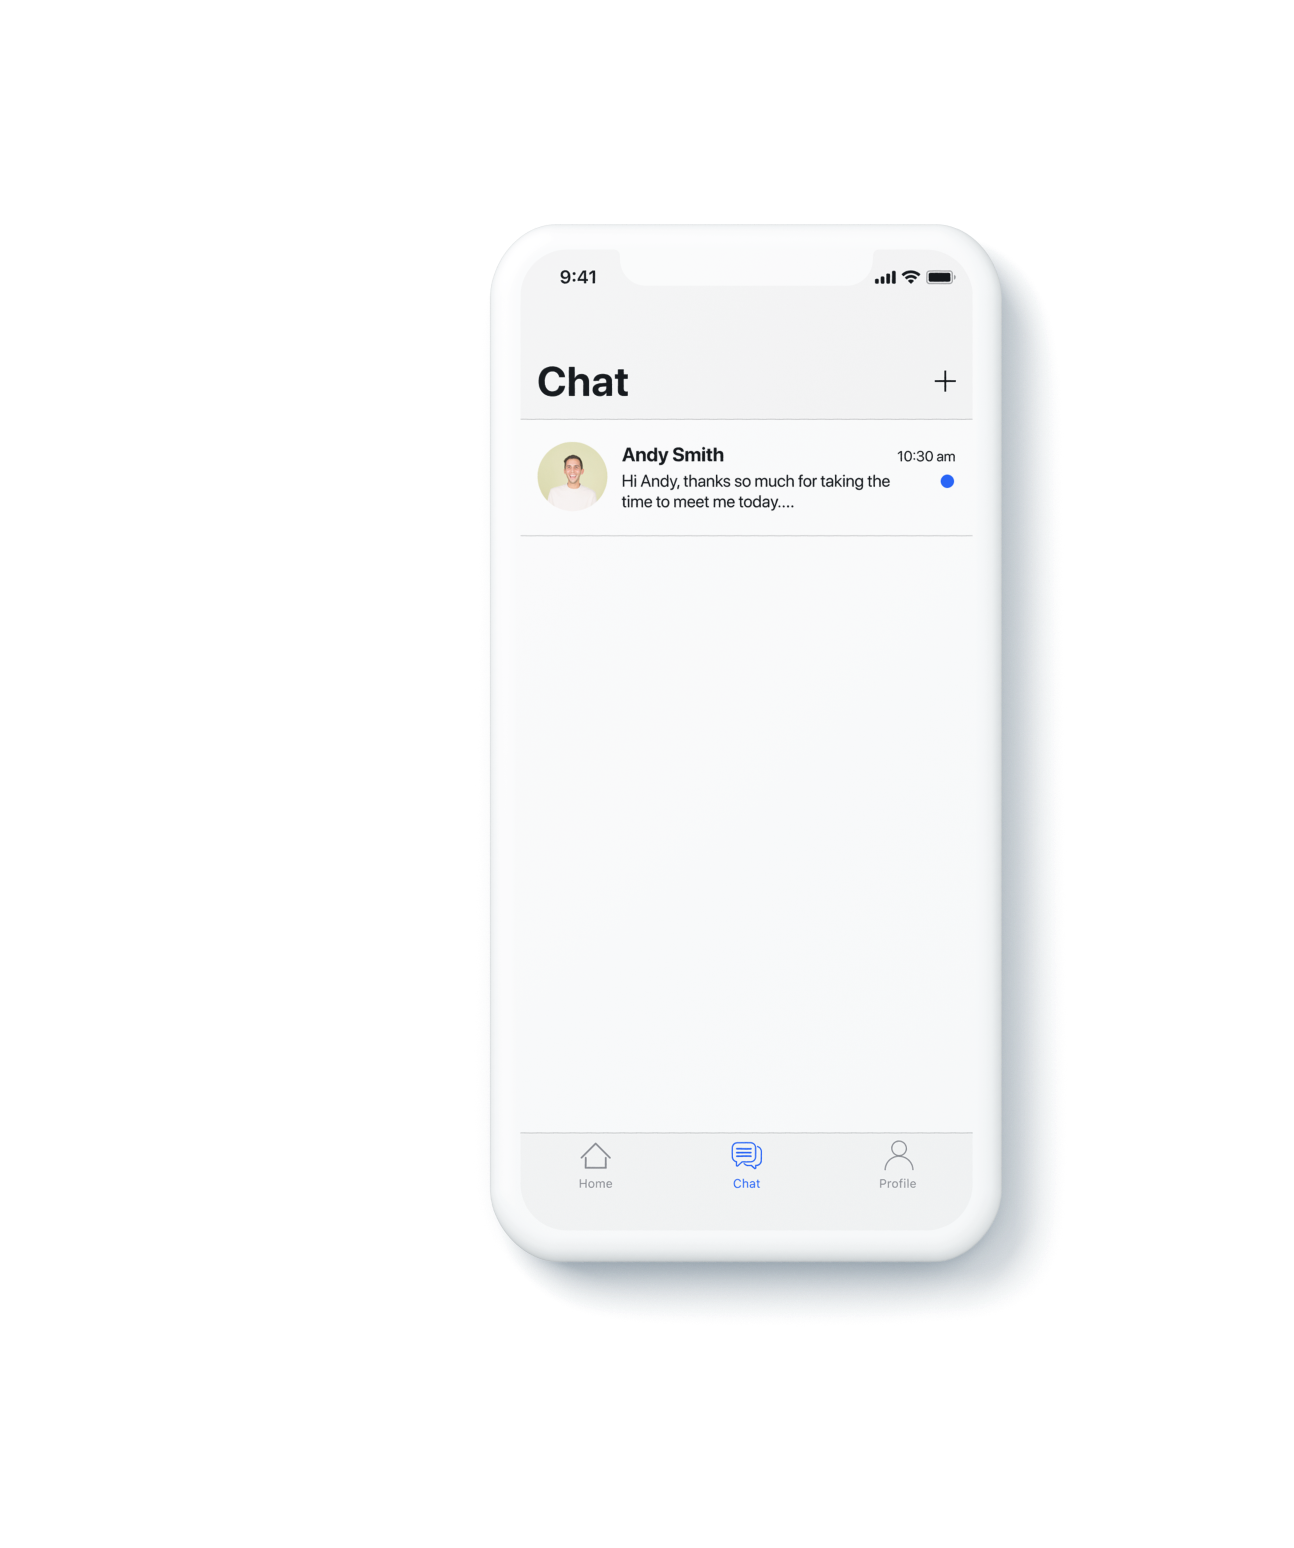 9:41
Chat
Andy Smith
10:30 am
Hi Andy, thanks so much for taking the
time to meet me today....
Home
Chat
Profile